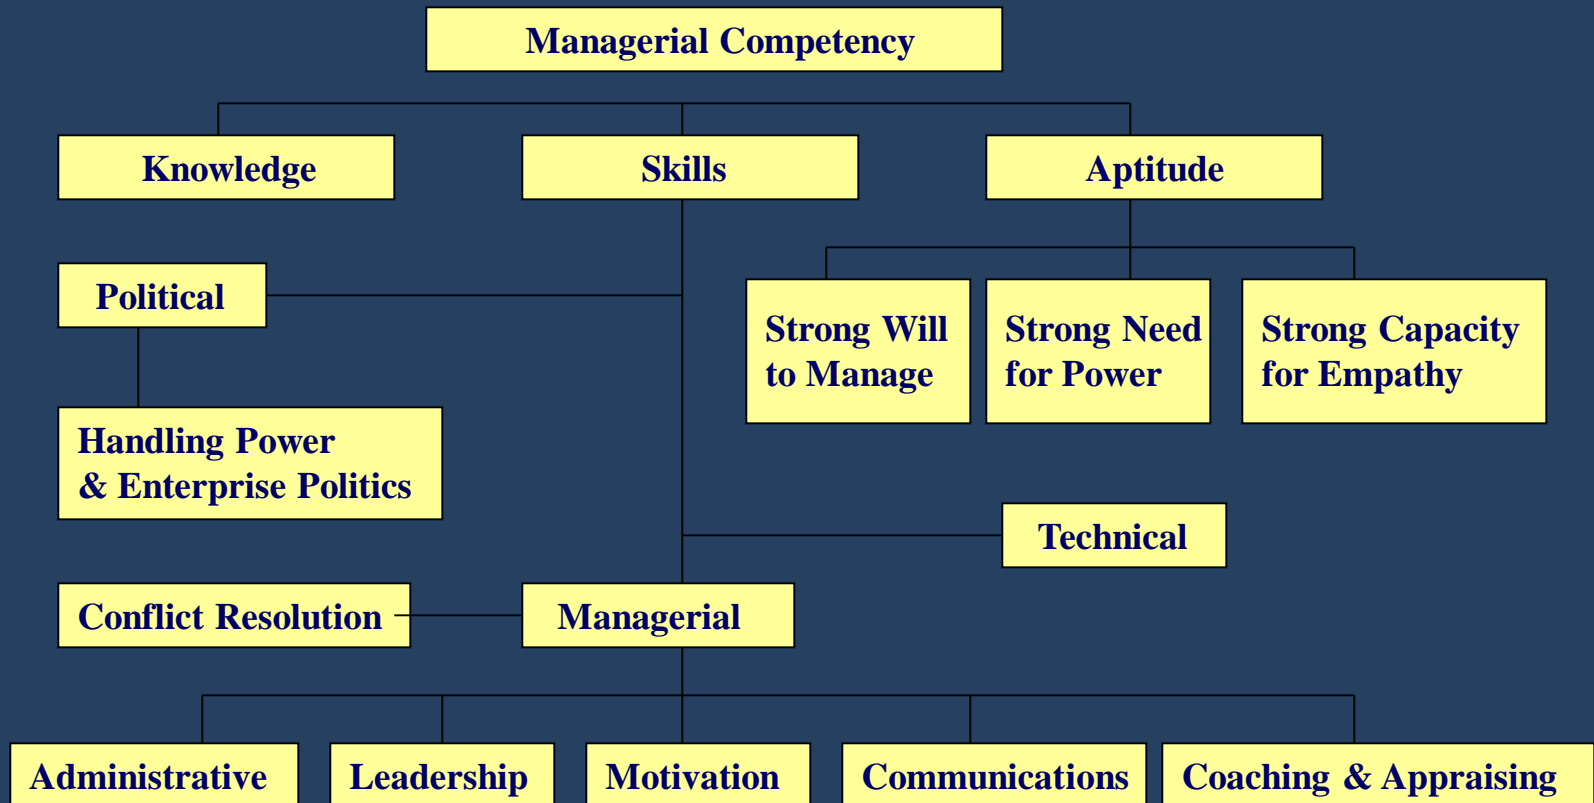 Managerial Competency
Knowledge
Skills
Aptitude
Political
Strong Will
to Manage
Strong Need
for Power
Strong Capacity
for Empathy
Handling Power
& Enterprise Politics
Technical
Conflict Resolution
Managerial
Administrative
Leadership
Motivation
Communications
Coaching & Appraising